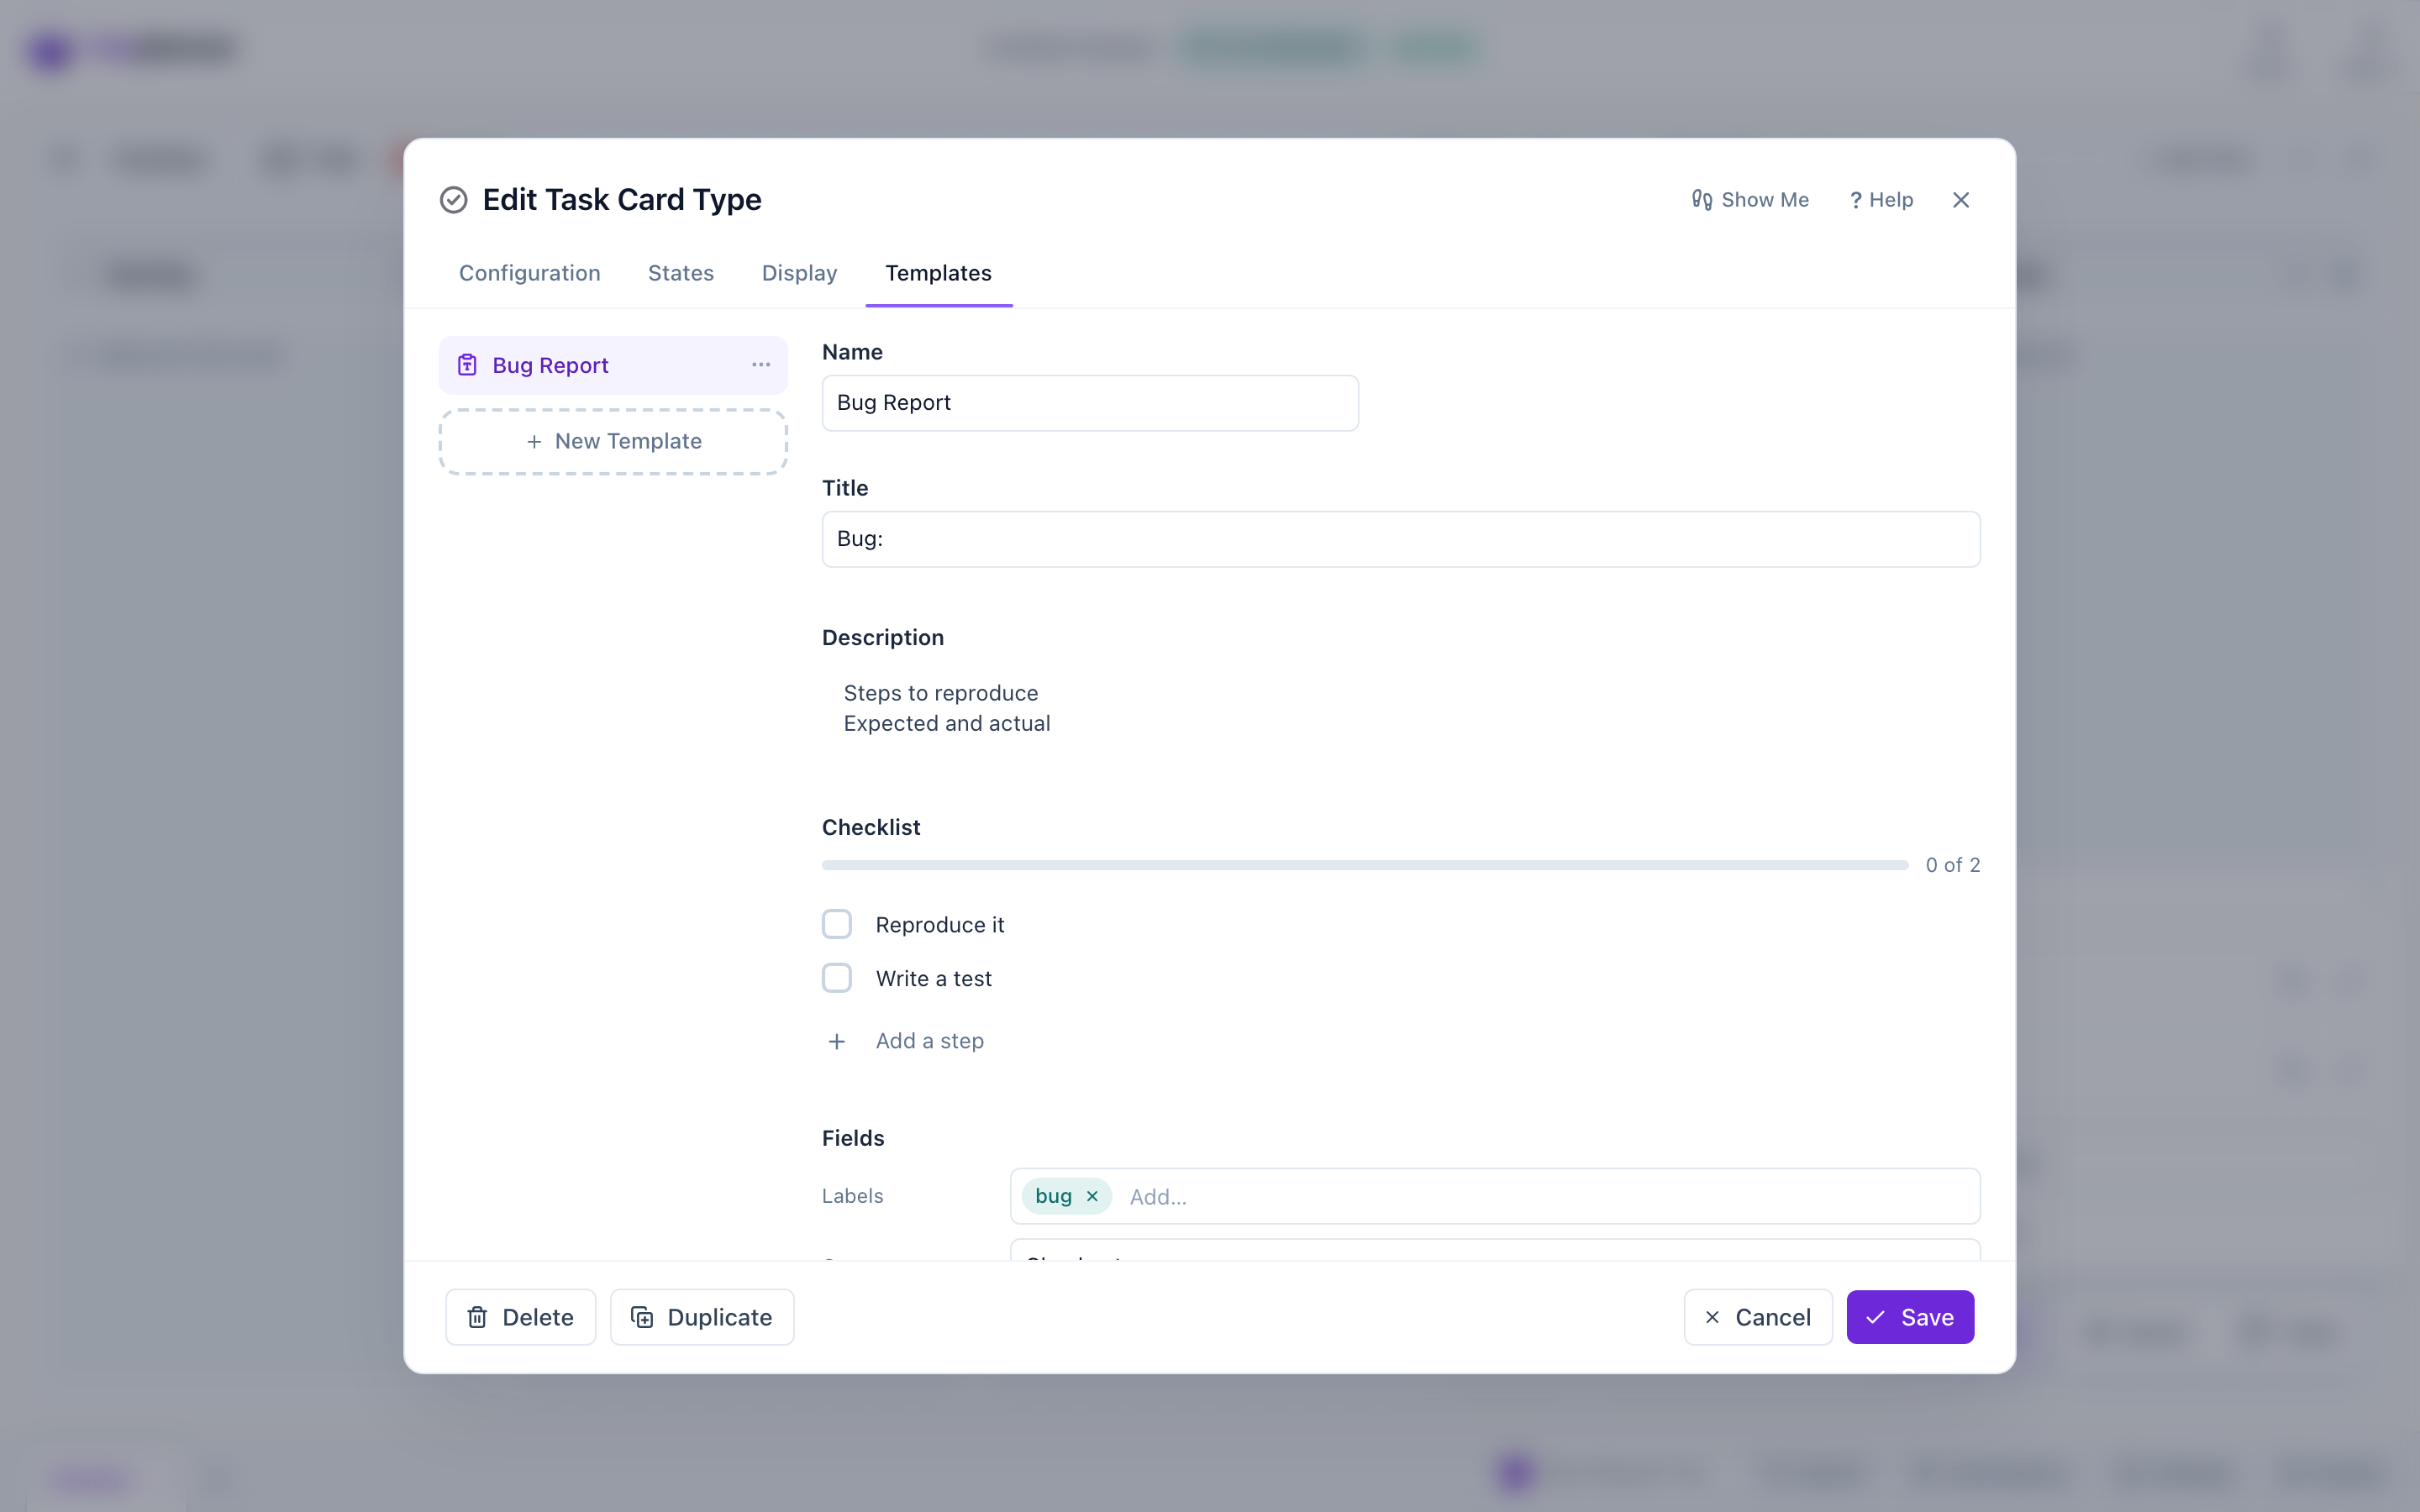 Edit Task Card Type
Show Me
? Help
Configuration
States
Display
Templates
Bug Report
New Template
Name
Bug Report
Title
Bug:
Description
Steps to reproduce
Expected and actual
Checklist
0 of 2
Reproduce it
Write a test
Add a step
Fields
Labels
bug
Add...
Delete
Duplicate
Cancel
Save